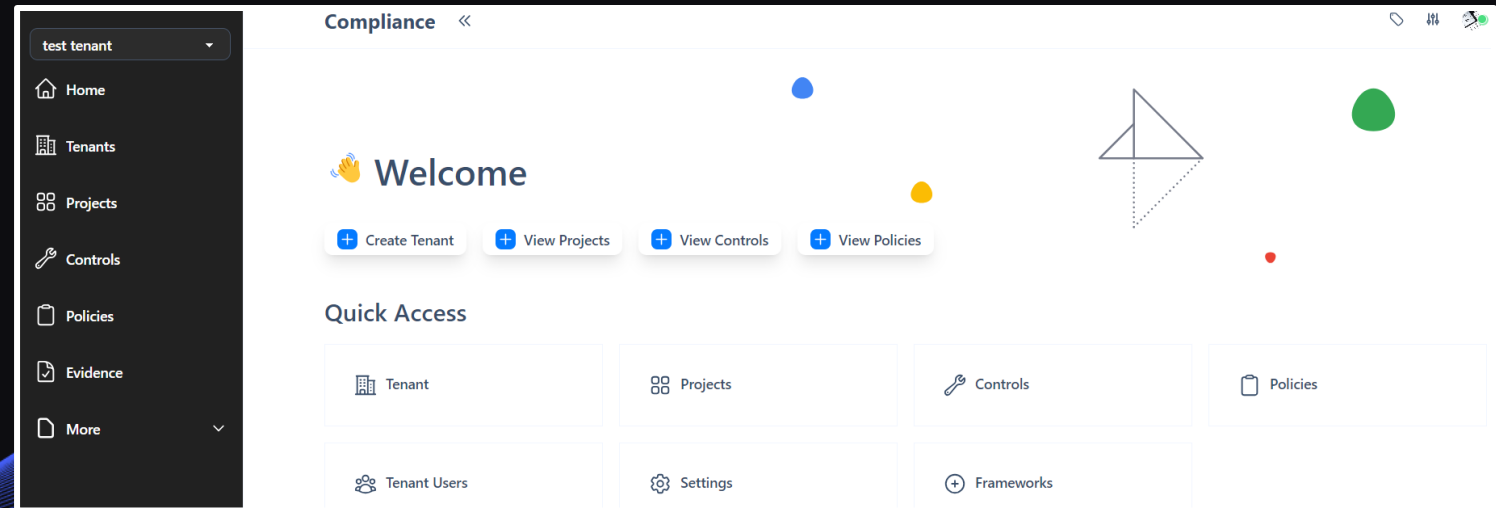 test tenant
Home
Tenants
Projects
Controls
Policies
Evidence
More
Compliance
Welcome
Create Tenant
View Projects
View Controls
View Policies
Quick Access
Tenant
Projects
Controls
Policies
Tenant Users
Settings
Frameworks